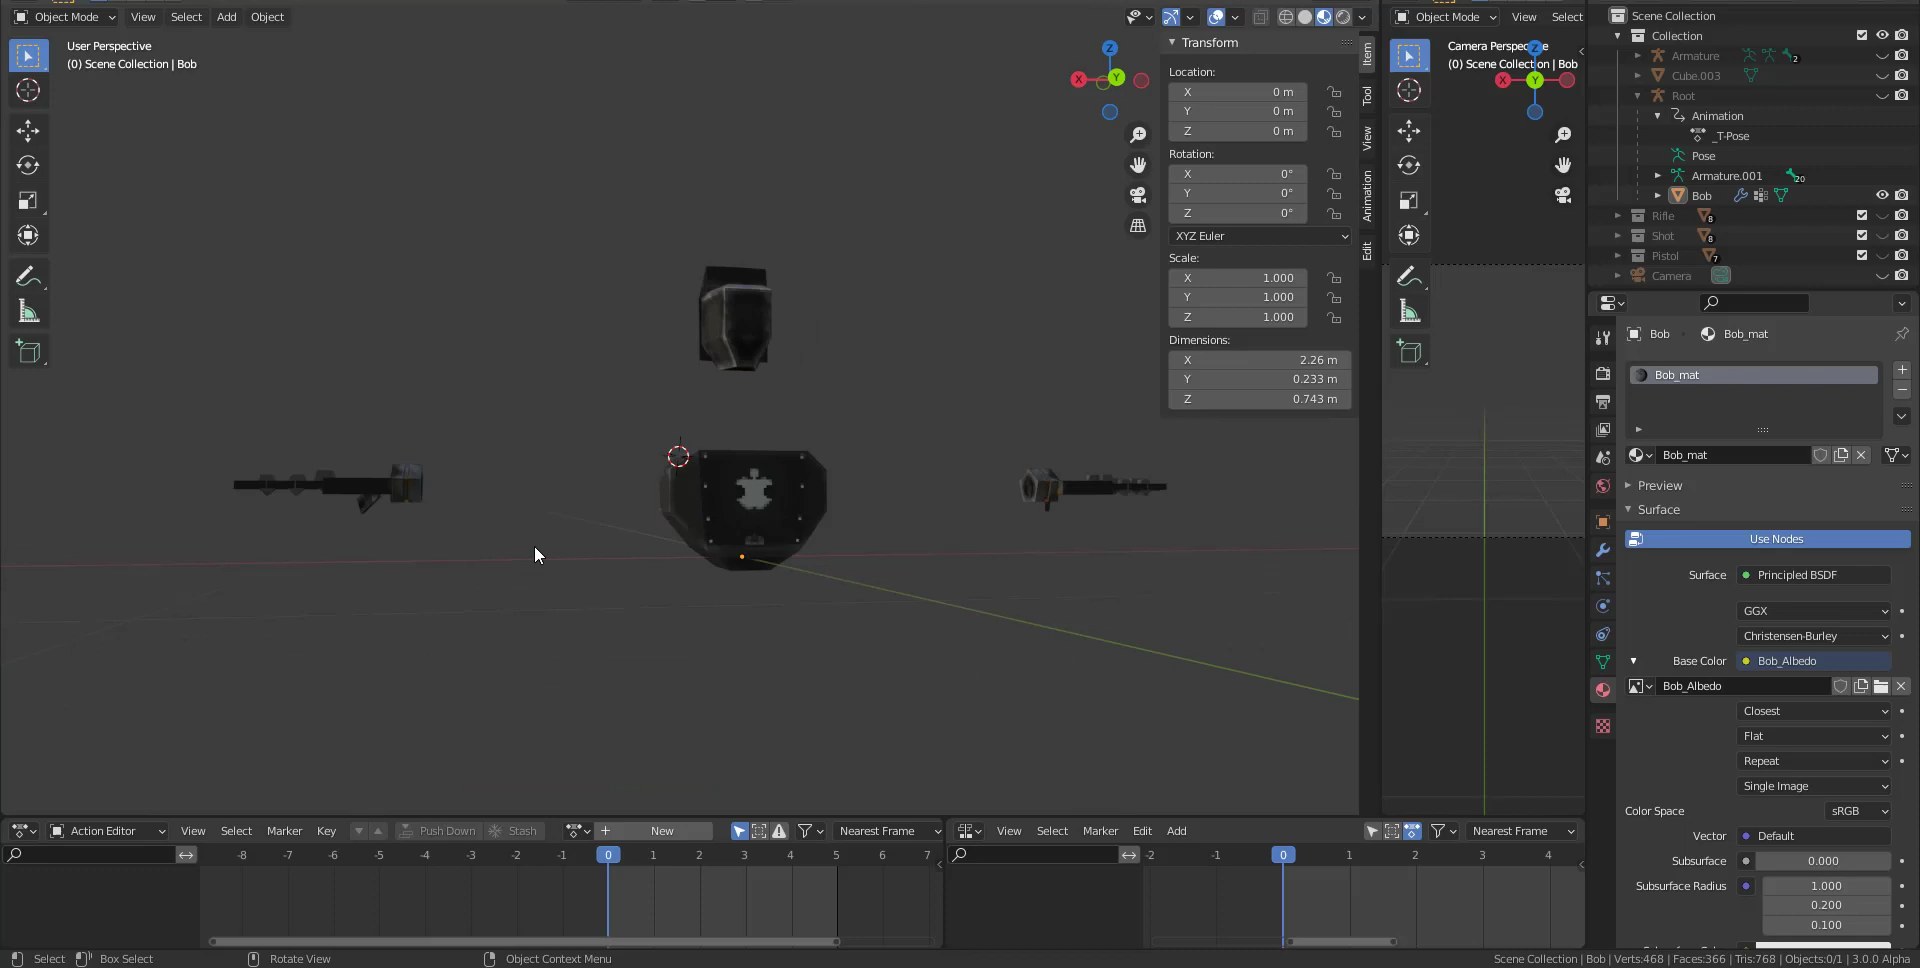 Object Mode View Select Add Object
User Perspective
(0) Scene Collection | Bob
Z
X
Y
Transform
Location:
X 0 m
Y 0 m
Z 0 m
Rotation:
X 0°
Y 0°
Z 0°
XYZ Euler
Scale:
X 1.000
Y 1.000
Z 1.000
Dimensions:
X 2.26 m
Y 0.233 m
Z 0.743 m
Item
Tool
View
Animation
Edit
Object Mode View Select
Camera Perspective
(0) Scene Collection | Bob
Z
X
Y
Scene Collection
Collection
Armature 2
Cube.003
Root
Animation
_T-Pose
Pose
Armature.001 20
Bob
Rifle 8
Shot 8
Pistol 7
Camera
Bob Bob_mat
Bob_mat
Bob_mat
Preview
Surface
Use Nodes
Surface Principled BSDF
GGX
Christensen-Burley
Base Color Bob_Albedo
Bob_Albedo
Closest
Flat
Repeat
Single Image
Color Space sRGB
Vector Default
Subsurface 0.000
Subsurface Radius 1.000
0.200
0.100
Action Editor View Select Marker Key Push Down Stash New Nearest Frame
-8 -7 -6 -5 -4 -3 -2 -1 0 1 2 3 4 5 6 7
View Select Marker Edit Add Nearest Frame
-2 -1 0 1 2 3 4
Select Box Select Rotate View Object Context Menu
Scene Collection | Bob | Verts:468 | Faces:366 | Tris:768 | Objects:0/1 | 3.0.0 Alpha